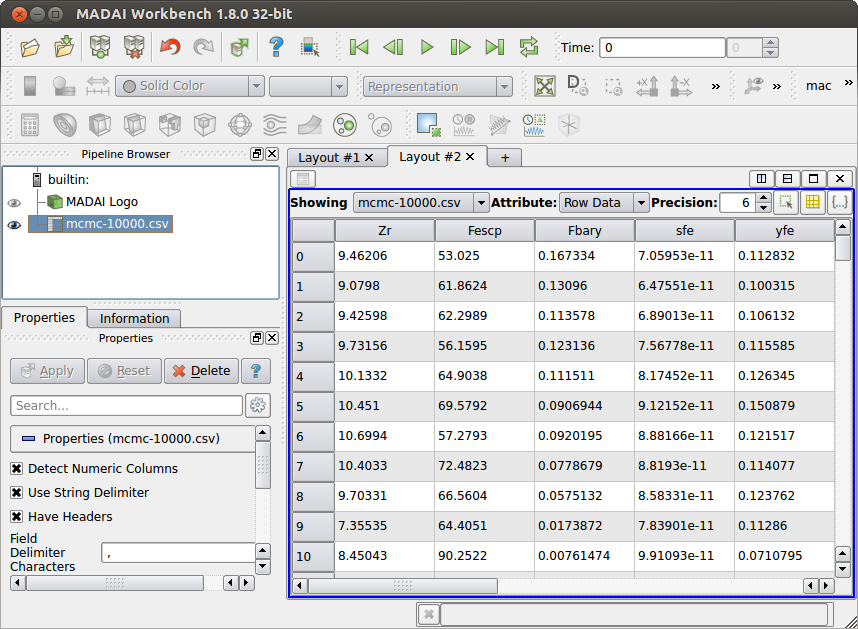 MADAI Workbench 1.8.0 32-bit
Time: 0 0
Solid Color Representation » » mac »
Pipeline Browser
builtin:
MADAI Logo
mcmc-10000.csv
Properties Information
Properties
Apply Reset Delete ?
Search...
Properties (mcmc-10000.csv)
Detect Numeric Columns
Use String Delimiter
Have Headers
Field
Delimiter
Characters
,
Layout #1 Layout #2 +
Showing mcmc-10000.csv Attribute: Row Data Precision: 6 {...}
Zr Fescp Fbary sfe yfe
0 9.46206 53.025 0.167334 7.05953e-11 0.112832
1 9.0798 61.8624 0.13096 6.47551e-11 0.100315
2 9.42598 62.2989 0.113578 6.89013e-11 0.106132
3 9.73156 56.1595 0.123136 7.56778e-11 0.115585
4 10.1332 64.9038 0.111511 8.17452e-11 0.126345
5 10.451 69.5792 0.0906944 9.12152e-11 0.150879
6 10.6994 57.2793 0.0920195 8.88166e-11 0.121517
7 10.4033 72.4823 0.0778679 8.8193e-11 0.114077
8 9.70331 66.5604 0.0575132 8.58331e-11 0.123762
9 7.35535 64.4051 0.0173872 7.83901e-11 0.11286
10 8.45043 90.2522 0.00761474 9.91093e-11 0.0710795